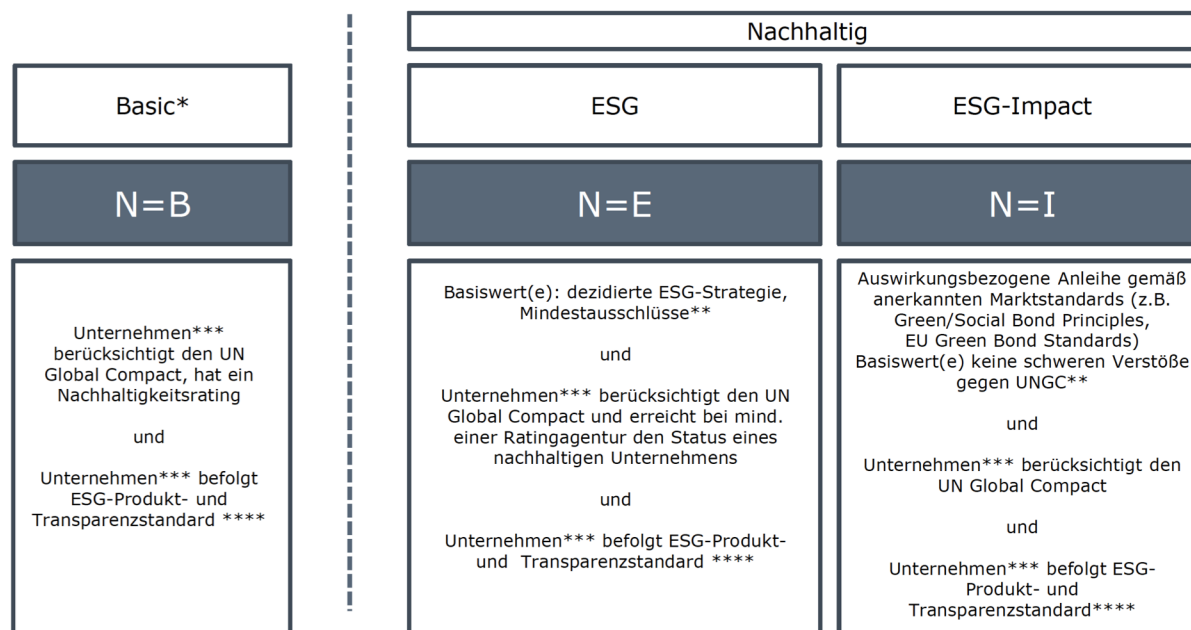 Nachhaltig
Basic*
ESG
ESG-Impact
N=B
N=E
N=I
Unternehmen***
berücksichtigt den UN
Global Compact, hat ein
Nachhaltigkeitsrating
und
Unternehmen*** befolgt
ESG-Produkt- und
Transparenzstandard ****
Basiswert(e): dezidierte ESG-Strategie,
Mindestausschlüsse**
und
Unternehmen*** berücksichtigt den UN
Global Compact und erreicht bei mind.
einer Ratingagentur den Status eines
nachhaltigen Unternehmens
und
Unternehmen*** befolgt ESG-Produkt-
und Transparenzstandard ****
Auswirkungsbezogene Anleihe gemäß
anerkannten Marktstandards (z.B.
Green/Social Bond Principles,
EU Green Bond Standards)
Basiswert(e) keine schweren Verstöße
gegen UNGC**
und
Unternehmen*** berücksichtigt den
UN Global Compact
und
Unternehmen*** befolgt ESG-
Produkt- und
Transparenzstandard****